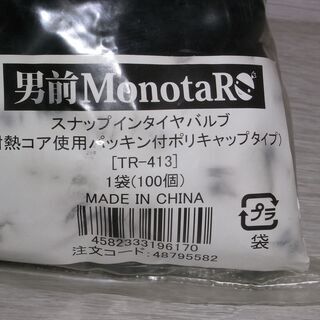 男前MonotaRO
スナップインタイヤバルブ
耐熱コア使用パッキン付ポリキャップタイプ)
[TR-413]
1袋(100個)
MADE IN CHINA
プラ
袋
4582333196170
注文コード:48795582